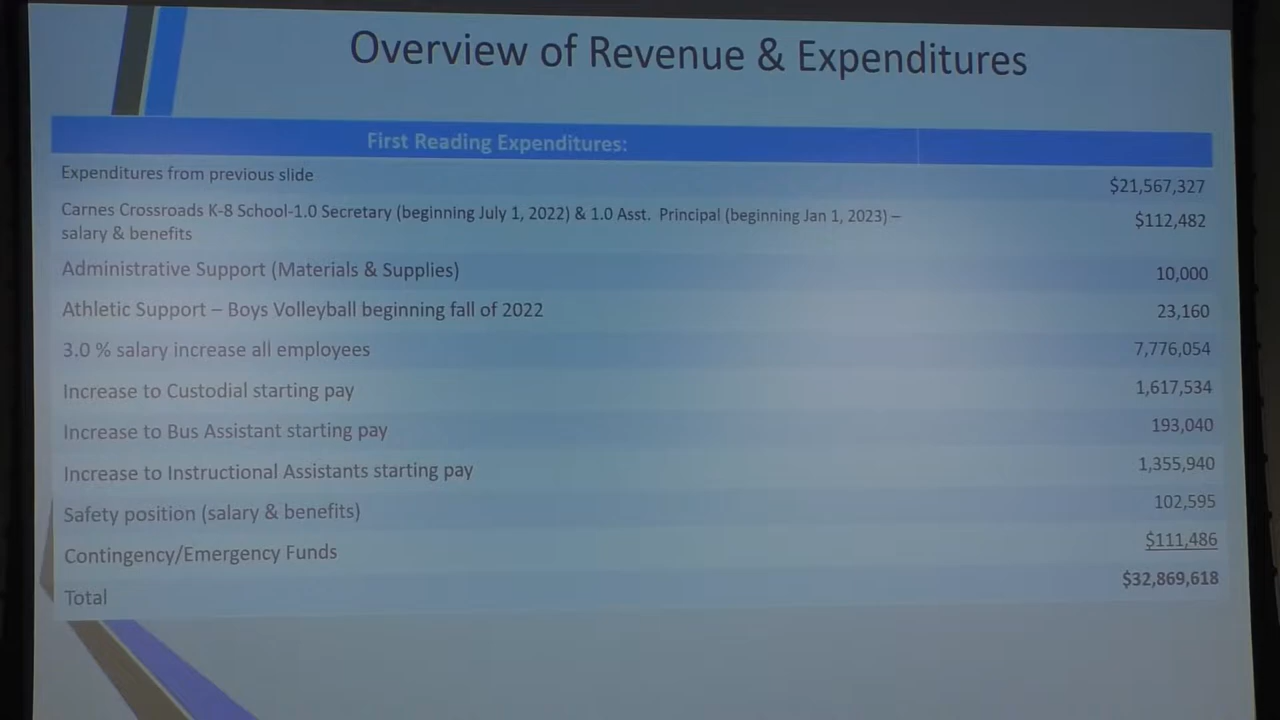 Overview of Revenue & Expenditures
First Reading Expenditures:
Expenditures from previous slide $21,567,327
Carnes Crossroads K-8 School-1.0 Secretary (beginning July 1, 2022) & 1.0 Asst. Principal (beginning Jan 1, 2023) – $112,482
salary & benefits
Administrative Support (Materials & Supplies) 10,000
Athletic Support – Boys Volleyball beginning fall of 2022 23,160
3.0 % salary increase all employees 7,776,054
Increase to Custodial starting pay 1,617,534
Increase to Bus Assistant starting pay 193,040
Increase to Instructional Assistants starting pay 1,355,940
Safety position (salary & benefits) 102,595
Contingency/Emergency Funds $111,486
Total $32,869,618